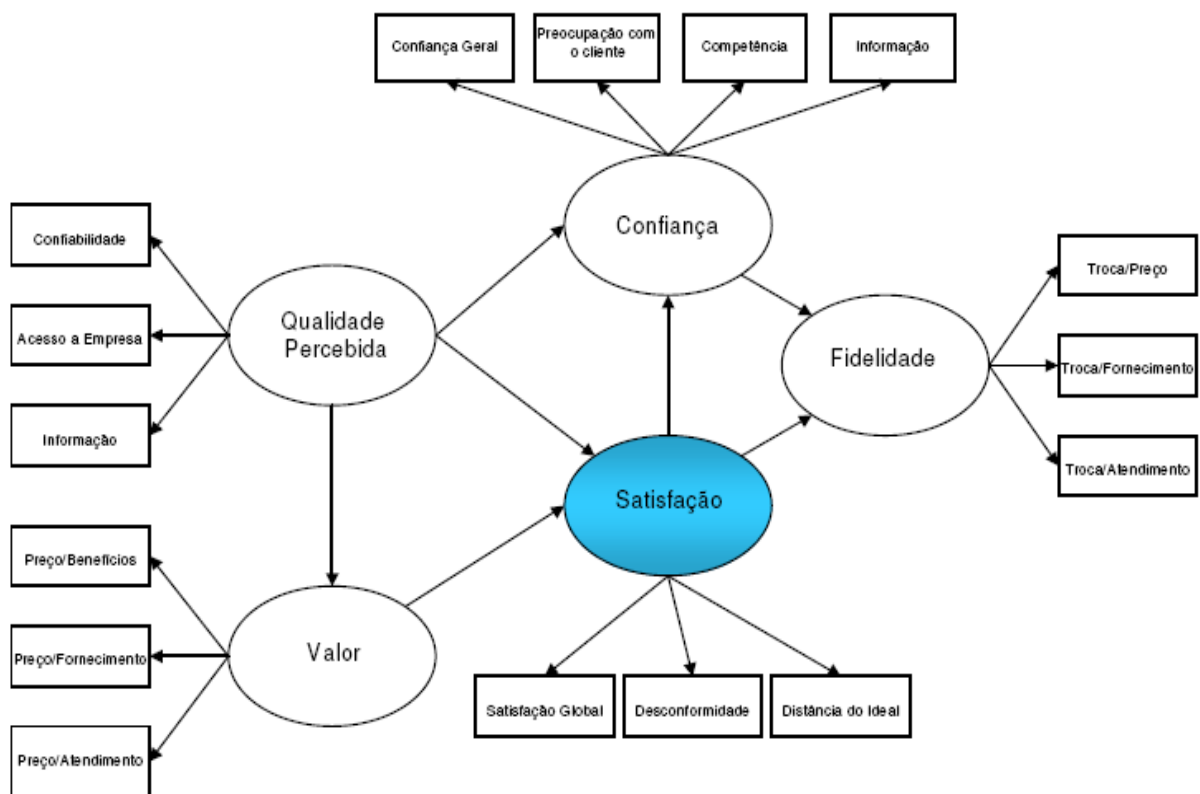 Confiança Geral
Preocupação com
o cliente
Competência
Informação
Confiança
Confiabilidade
Acesso a Empresa
Informação
Qualidade
Percebida
Fidelidade
Troca/Preço
Troca/Fornecimento
Troca/Atendimento
Satisfação
Preço/Benefícios
Preço/Fornecimento
Preço/Atendimento
Valor
Satisfação Global
Desconformidade
Distância do Ideal